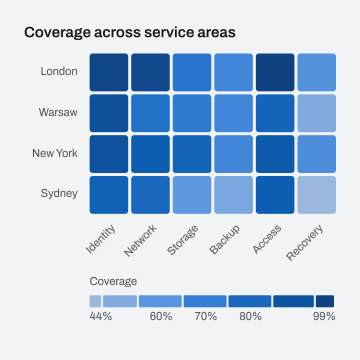 Coverage across service areas
London
Warsaw
New York
Sydney
Identity Network Storage Backup Access Recovery
Coverage
44% 60% 70% 80% 99%